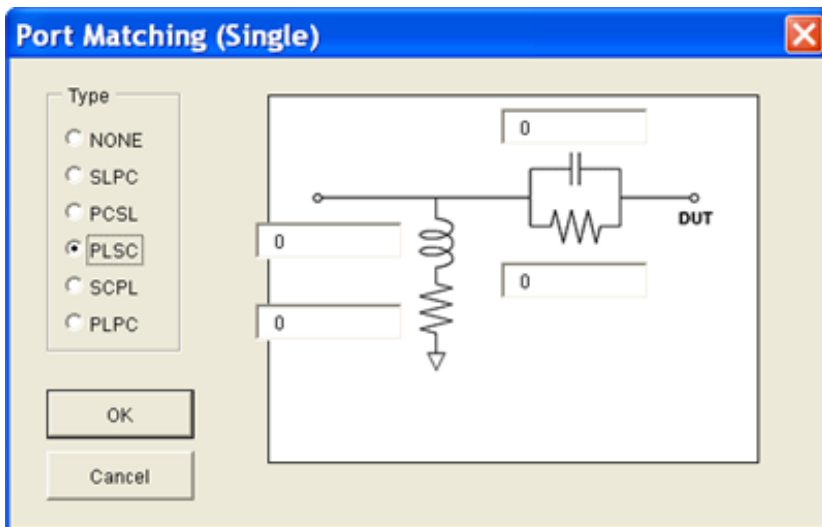 Port Matching (Single)
Type
NONE
SLPC
PCSL
PLSC
SCPL
PLPC
0
0
0
0
DUT
OK
Cancel